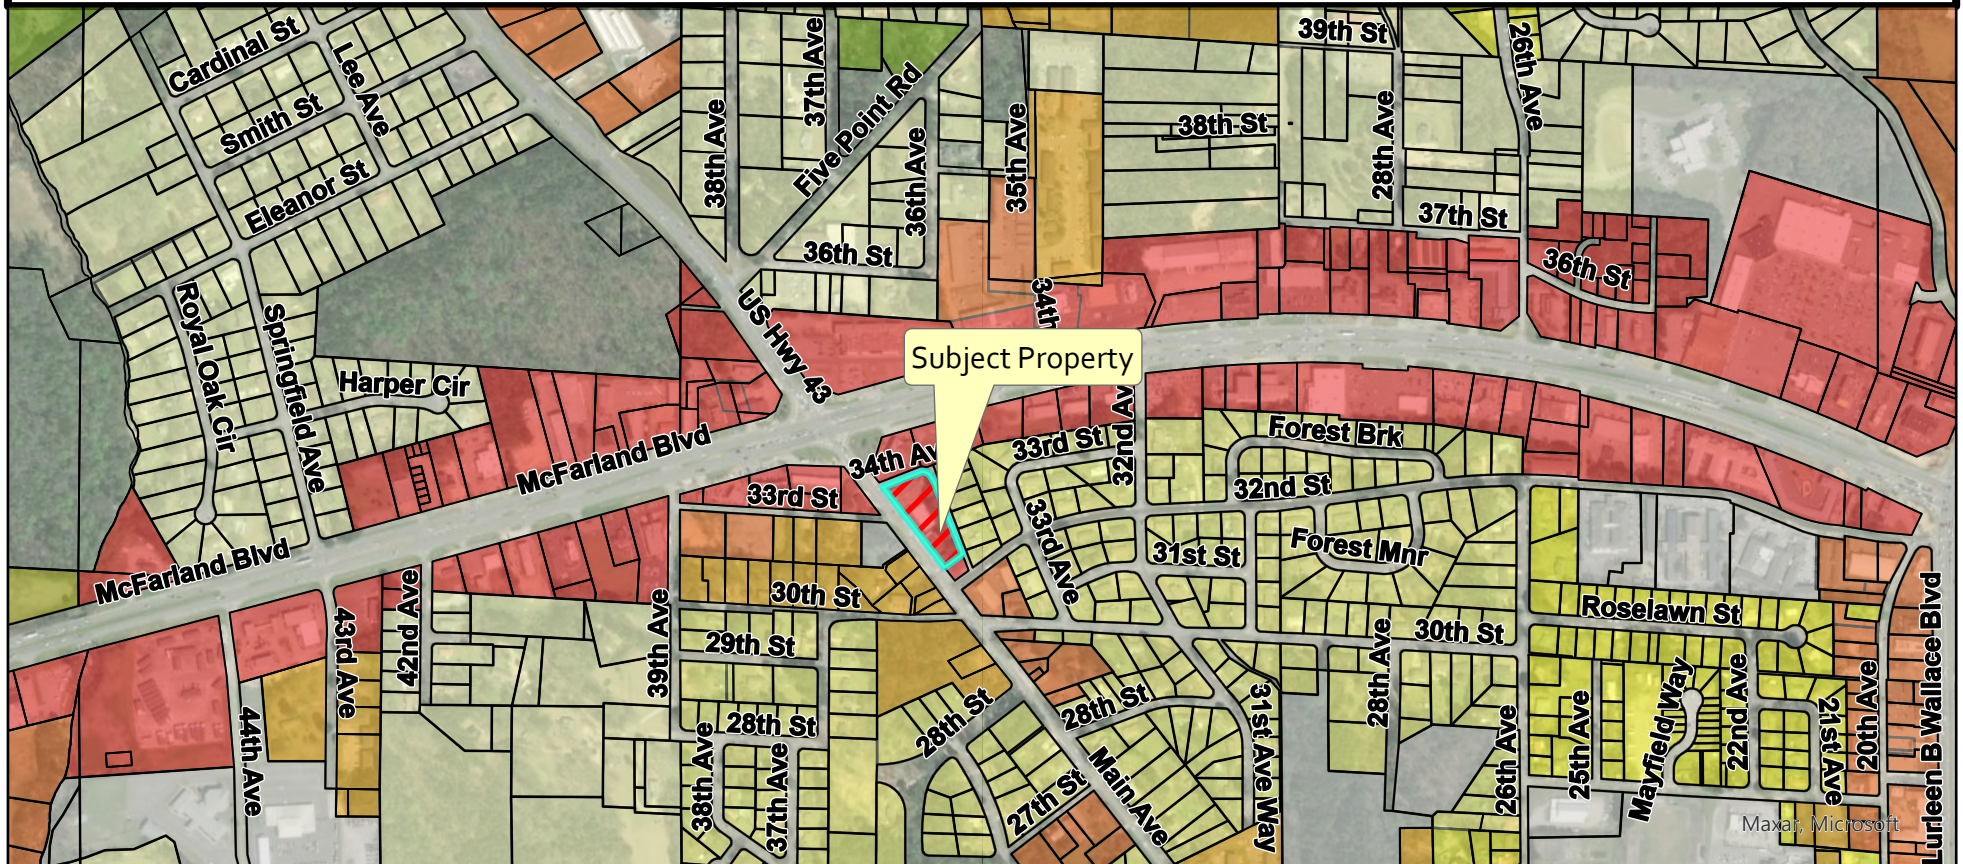 Cardinal St
Lee Ave
Smith St
Eleanor St
38th Ave
37th Ave
Five Point Rd
36th Ave
35th Ave
39th St
26th Ave
38th St
28th Ave
37th St
36th St
36th St
34th
US Hwy 43
Royal Oak Cir
Springfield Ave
Harper Cir
Subject Property
McFarland Blvd
34th Av
33rd St
32nd Av
Forest Brk
33rd St
32nd St
33rd Ave
31st St
Forest Mnr
McFarland Blvd
30th St
42nd Ave
43rd Ave
39th Ave
29th St
Roselawn St
30th St
28th Ave
Lurleen B Wallace Blvd
44th Ave
28th St
28th St
28th St
31st Ave Way
26th Ave
25th Ave
Mayfield Way
22nd Ave
21st Ave
20th Ave
38th Ave
37th Ave
27th St
Main Ave
Maxar, Microsoft